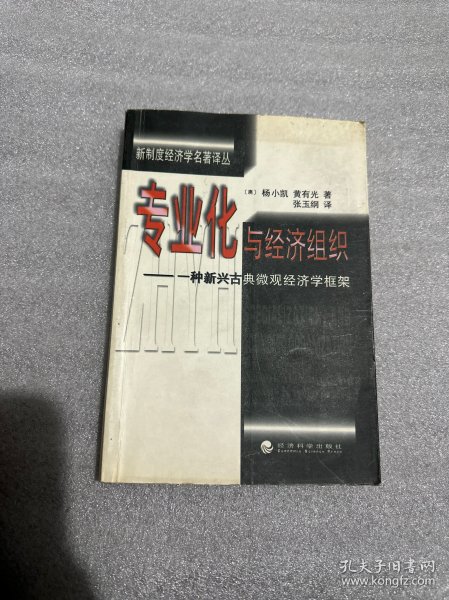 新制度经济学名著译丛
〔澳〕 杨小凯 黄有光 著
张玉纲 译
专业化与经济组织
——一种新兴古典微观经济学框架
经济科学出版社
ECONOMIC SCIENCE PRESS
孔夫子旧书网
www.kongfz.com